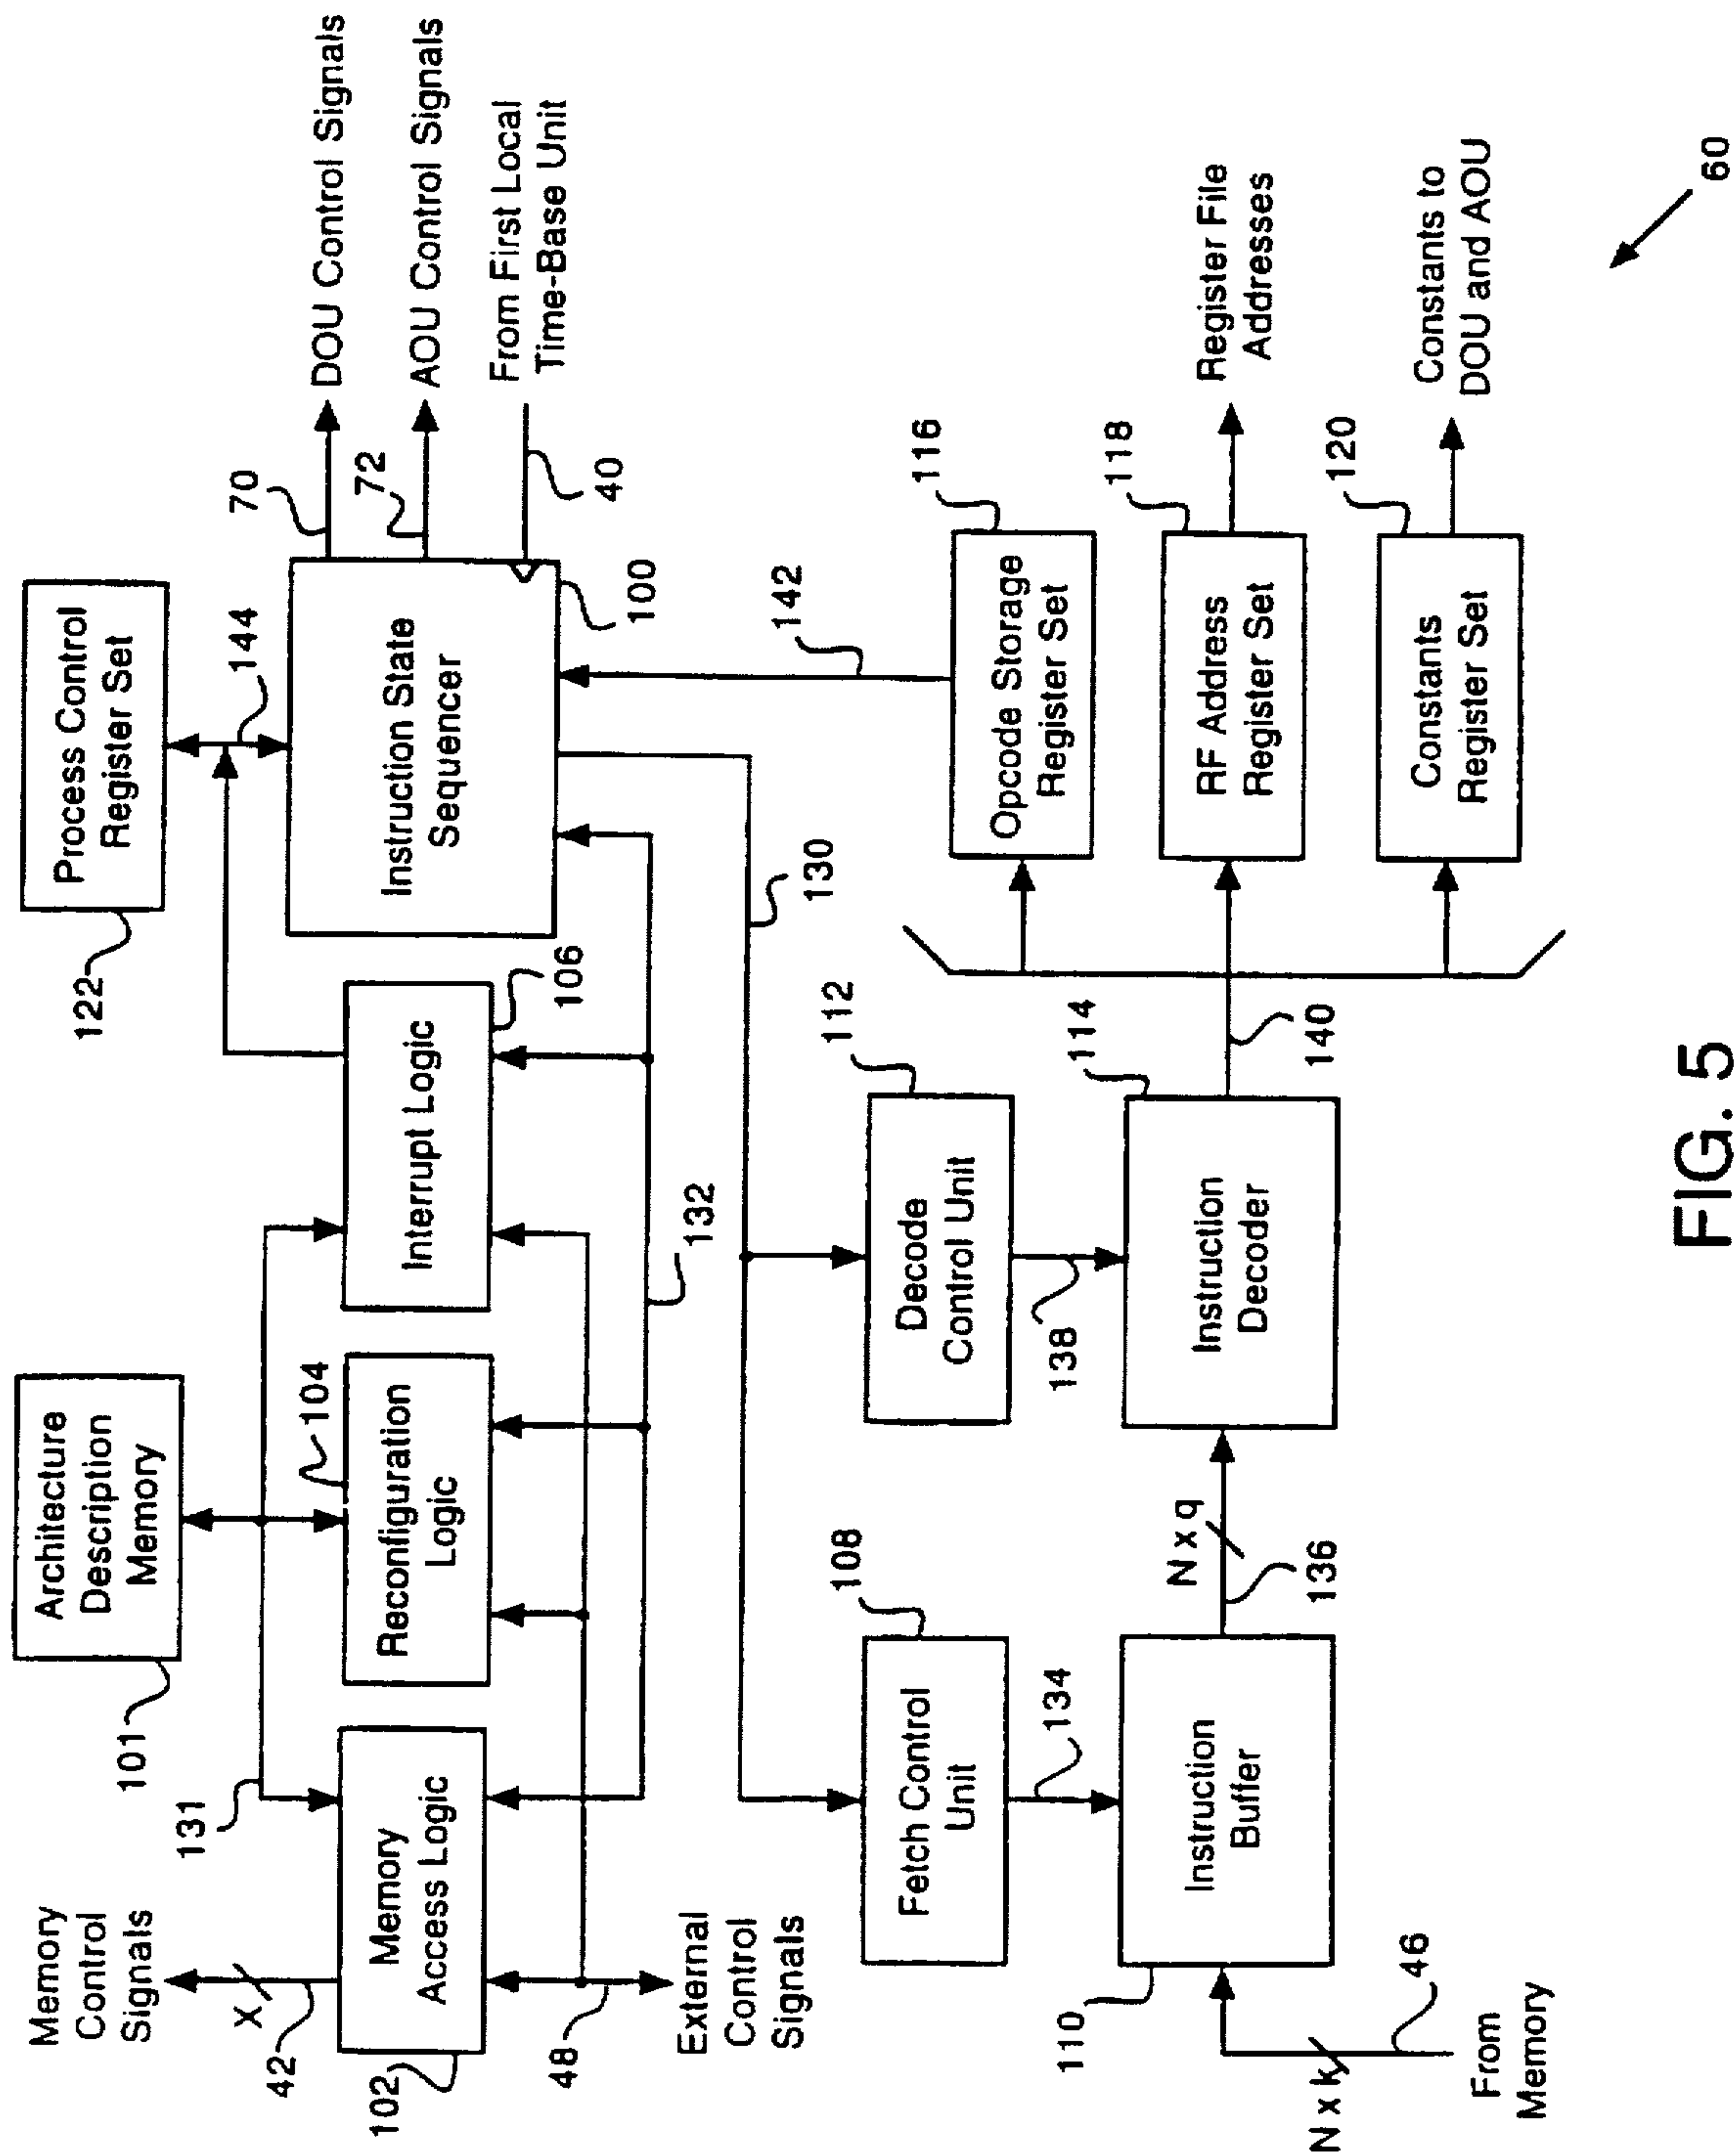 Memory
Control
Signals
X
42
102
Memory
Access Logic
48
External
Control
Signals
131
101
Architecture
Description
Memory
104
Reconfiguration
Logic
Interrupt Logic
106
132
122
Process Control
Register Set
144
Instruction State
Sequencer
100
70
DOU Control Signals
72
AOU Control Signals
40
From First Local
Time-Base Unit
130
142
108
Fetch Control
Unit
134
112
Decode
Control Unit
138
N x k
46
From
Memory
110
Instruction
Buffer
N x q
136
114
Instruction
Decoder
140
116
Opcode Storage
Register Set
118
RF Address
Register Set
Register File
Addresses
120
Constants
Register Set
Constants to
DOU and AOU
60
FIG. 5